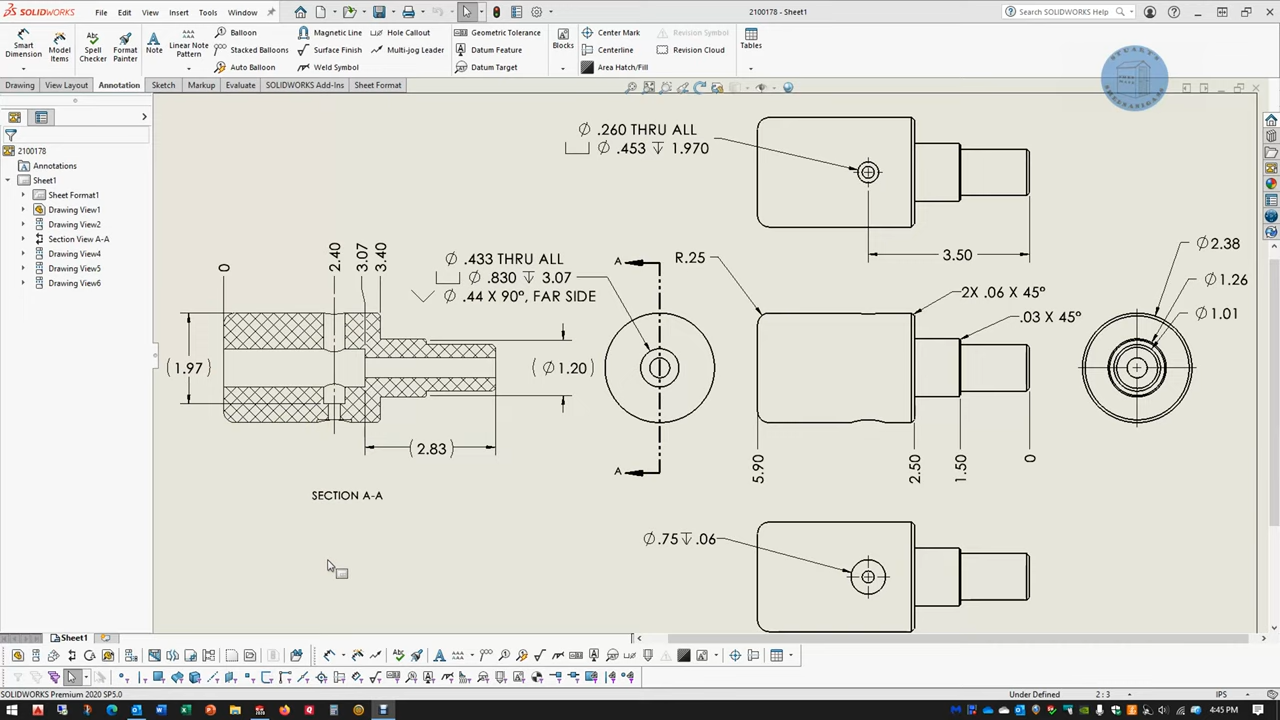 SOLIDWORKS
File
Edit
View
Insert
Tools
Window
2100178 - Sheet1
Search SOLIDWORKS Help
Smart Dimension
Model Items
Spell Checker
Format Painter
Note
Linear Note Pattern
Balloon
Stacked Balloons
Auto Balloon
Magnetic Line
Surface Finish
Weld Symbol
Hole Callout
Multi-jog Leader
Geometric Tolerance
Datum Feature
Datum Target
Blocks
Center Mark
Centerline
Area Hatch/Fill
Revision Symbol
Revision Cloud
Tables
Drawing
View Layout
Annotation
Sketch
Markup
Evaluate
SOLIDWORKS Add-Ins
Sheet Format
2100178
Annotations
Sheet1
Sheet Format1
Drawing View1
Drawing View2
Section View A-A
Drawing View4
Drawing View5
Drawing View6
∅ .260 THRU ALL
⌴ ∅ .453 ↧ 1.970
3.50
0
2.40
3.07
3.40
∅ .433 THRU ALL
⌴ ∅ .830 ↧ 3.07
⌵ ∅ .44 X 90°, FAR SIDE
A
R.25
2X .06 X 45°
.03 X 45°
∅2.38
∅1.26
∅1.01
(1.97)
(∅1.20)
(2.83)
A
5.90
2.50
1.50
0
SECTION A-A
∅.75↧.06
Sheet1
SOLIDWORKS Premium 2020 SP5.0
Under Defined
2 : 3
IPS
4:45 PM